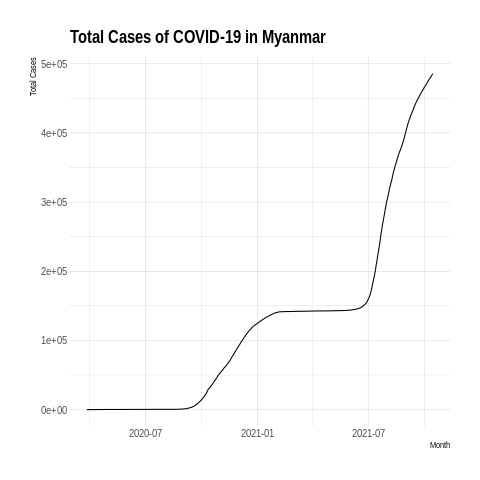 Total Cases of COVID-19 in Myanmar
Total Cases
5e+05
4e+05
3e+05
2e+05
1e+05
0e+00
2020-07 2021-01 2021-07
Month